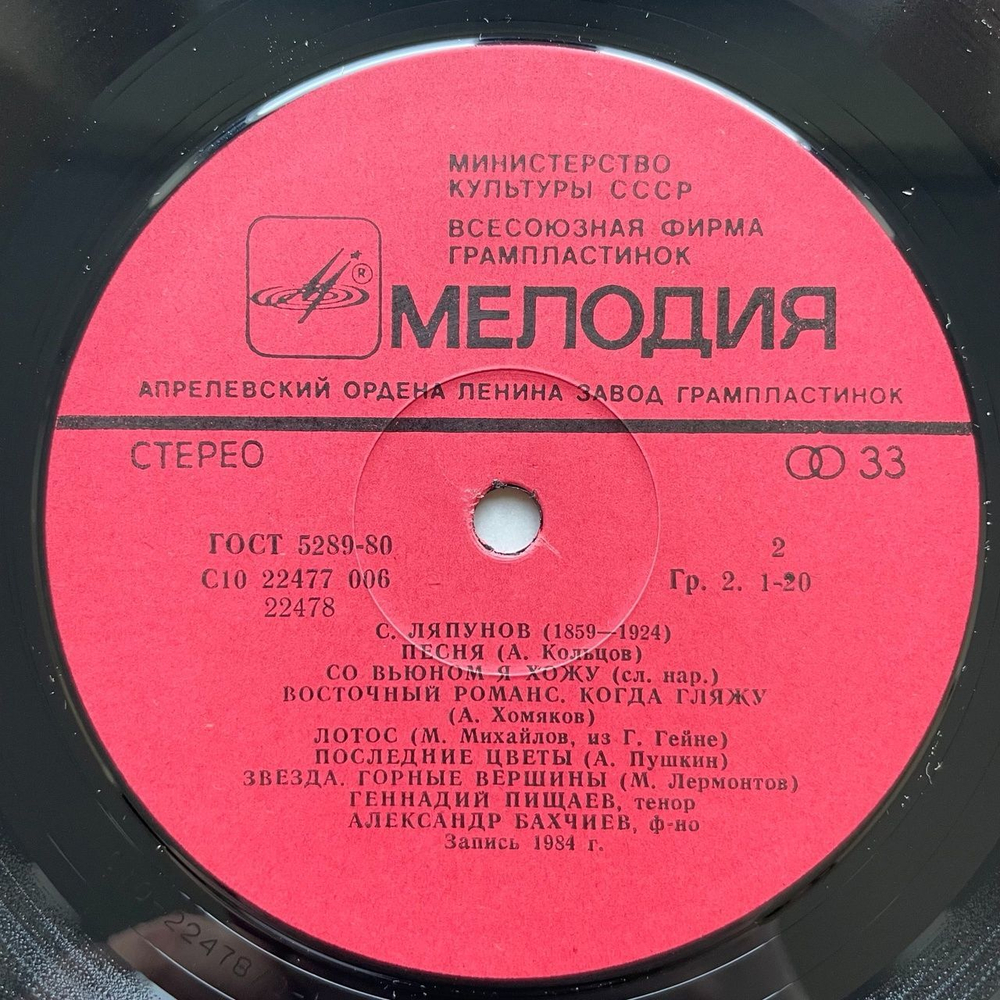 МИНИСТЕРСТВО
КУЛЬТУРЫ СССР
ВСЕСОЮЗНАЯ ФИРМА
ГРАМПЛАСТИНОК
®
МЕЛОДИЯ
АПРЕЛЕВСКИЙ ОРДЕНА ЛЕНИНА ЗАВОД ГРАМПЛАСТИНОК
СТЕРЕО
33
ГОСТ 5289-80
2
С10 22477 006
Гр. 2. 1-20
22478
С. ЛЯПУНОВ (1859—1924)
ПЕСНЯ (А. Кольцов)
СО ВЬЮНОМ Я ХОЖУ (сл. нар.)
ВОСТОЧНЫЙ РОМАНС. КОГДА ГЛЯЖУ
(А. Хомяков)
ЛОТОС (М. Михайлов, из Г. Гейне)
ПОСЛЕДНИЕ ЦВЕТЫ (А. Пушкин)
ЗВЕЗДА. ГОРНЫЕ ВЕРШИНЫ (М. Лермонтов)
ГЕННАДИЙ ПИЩАЕВ, тенор
АЛЕКСАНДР БАХЧИЕВ, ф-но
Запись 1984 г.
22478